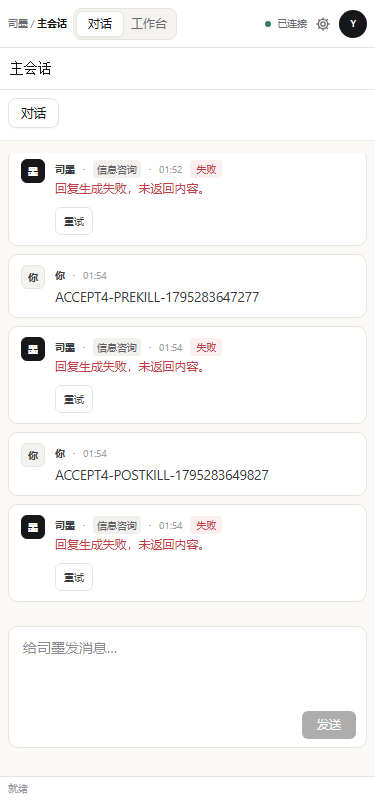 司墨 / 主会话 对话 工作台 已连接 Y
主会话
对话
墨 司墨 · 信息咨询 · 01:52 失败
回复生成失败，未返回内容。
重试
你 你 · 01:54
ACCEPT4-PREKILL-1795283647277
墨 司墨 · 信息咨询 · 01:54 失败
回复生成失败，未返回内容。
重试
你 你 · 01:54
ACCEPT4-POSTKILL-1795283649827
墨 司墨 · 信息咨询 · 01:54 失败
回复生成失败，未返回内容。
重试
给司墨发消息...
发送
就绪